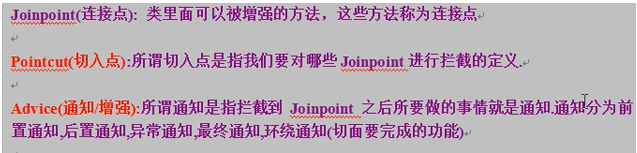 Joinpoint(连接点): 类里面可以被增强的方法，这些方法称为连接点
Pointcut(切入点):所谓切入点是指我们要对哪些 Joinpoint 进行拦截的定义.
Advice(通知/增强):所谓通知是指拦截到 Joinpoint 之后所要做的事情就是通知.通知分为前
置通知,后置通知,异常通知,最终通知,环绕通知(切面要完成的功能)